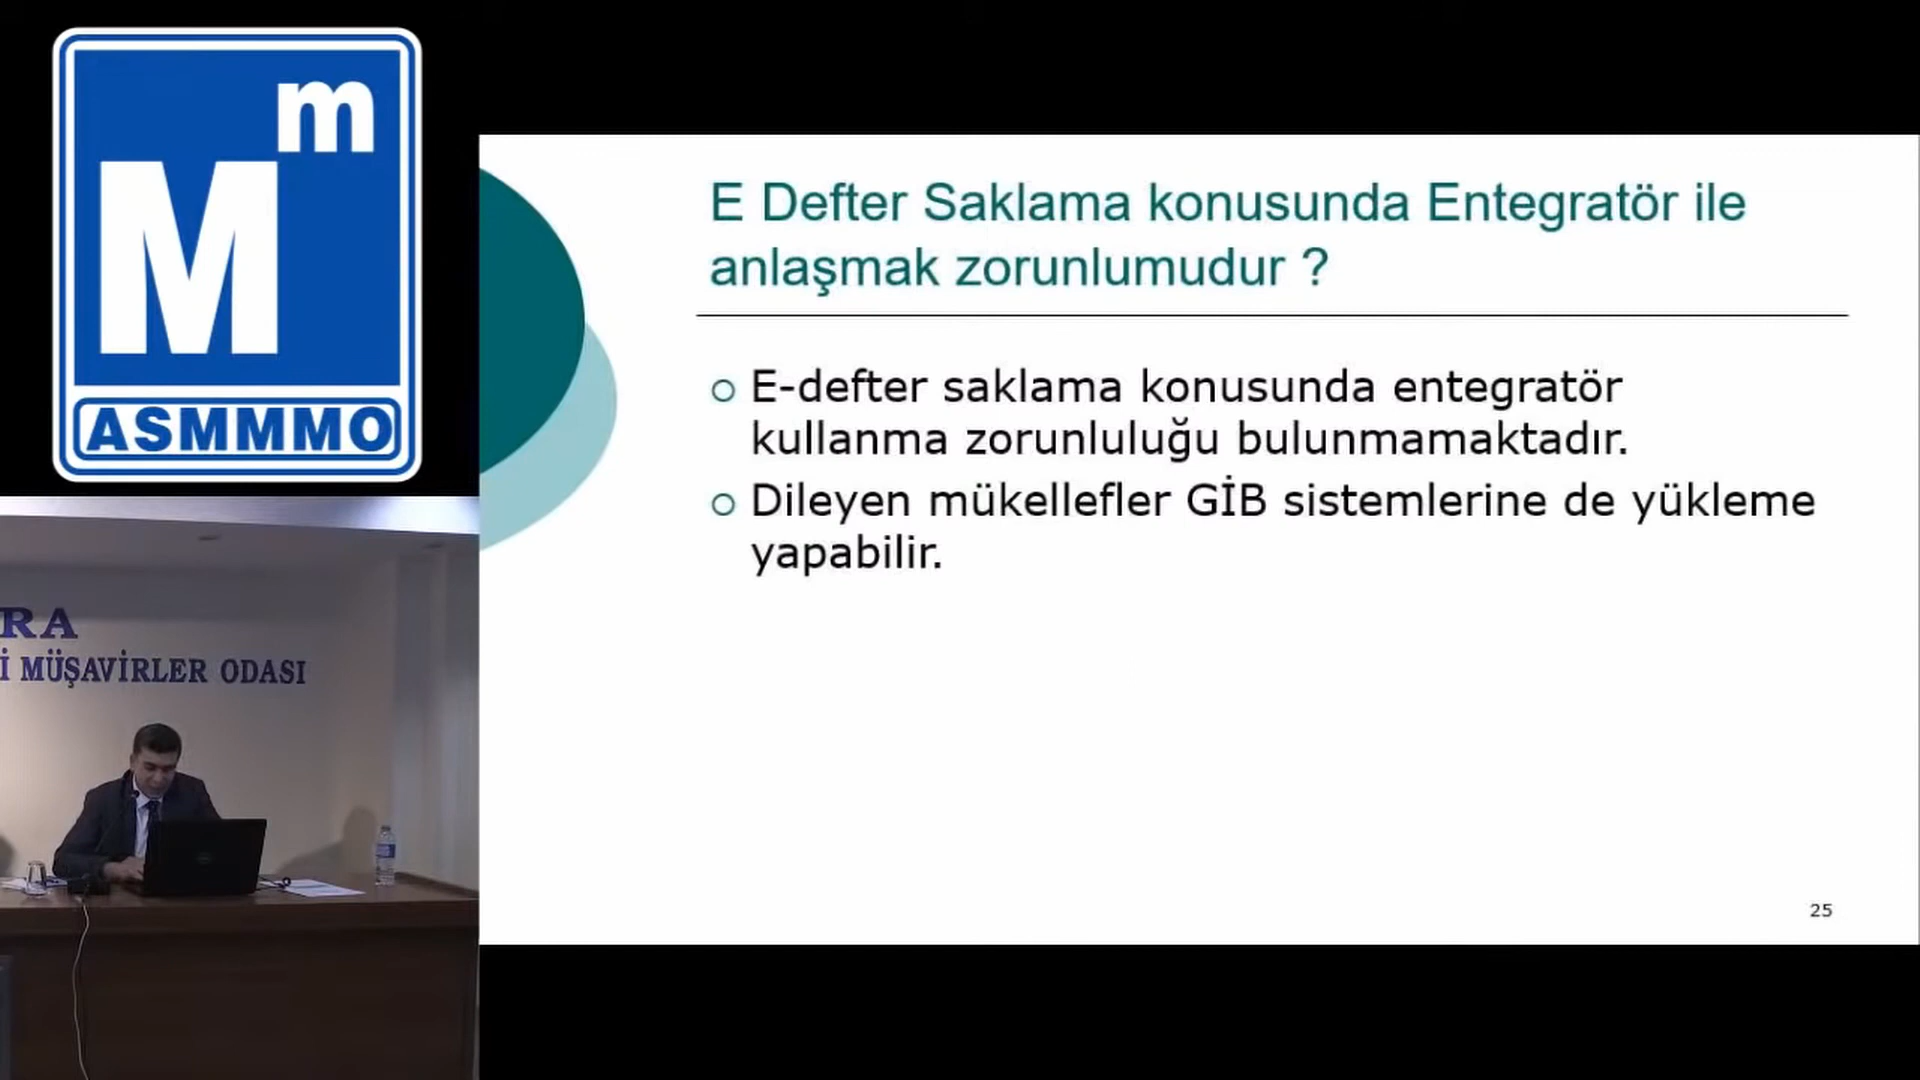 m
M
ASMMMO
RA
İ MÜŞAVİRLER ODASI
E Defter Saklama konusunda Entegratör ile
anlaşmak zorunlumudur ?
E-defter saklama konusunda entegratör
kullanma zorunluluğu bulunmamaktadır.
Dileyen mükellefler GİB sistemlerine de yükleme
yapabilir.
25